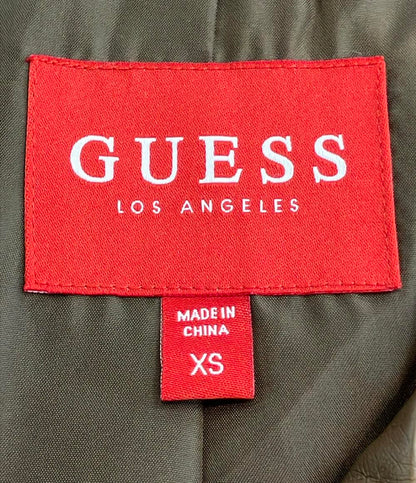 GUESS
LOS ANGELES
MADE IN
CHINA
XS